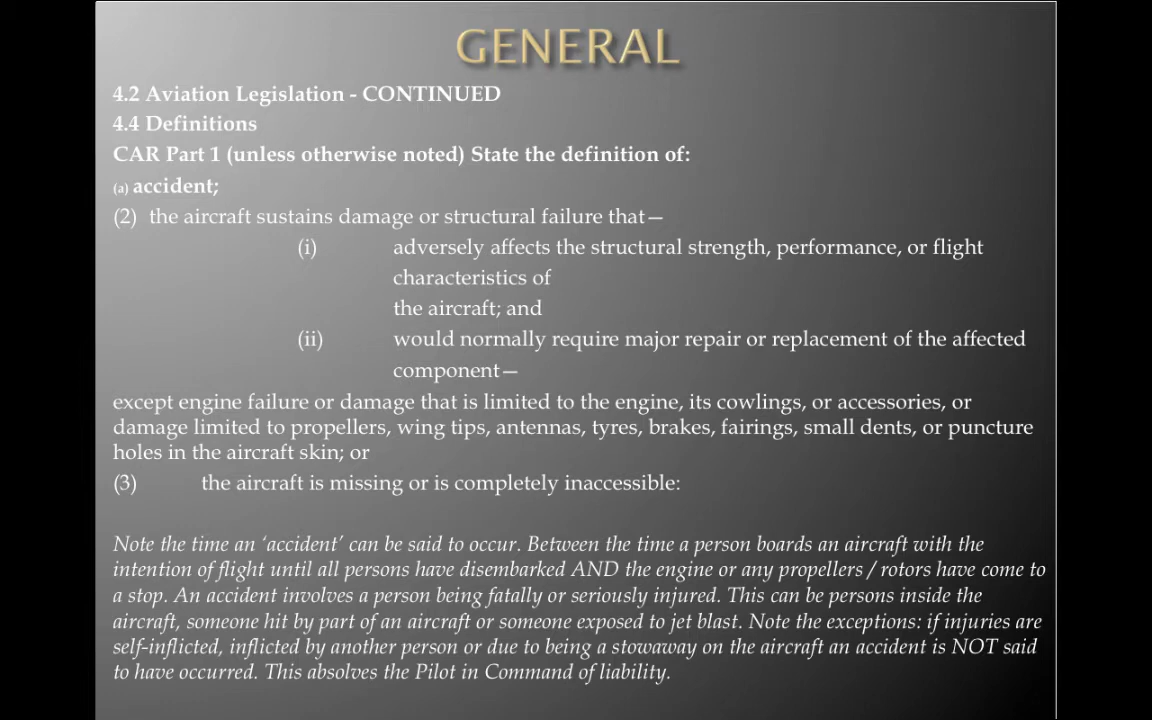 GENERAL
4.2 Aviation Legislation - CONTINUED
4.4 Definitions
CAR Part 1 (unless otherwise noted) State the definition of:
(a) accident;
(2) the aircraft sustains damage or structural failure that—
(i) adversely affects the structural strength, performance, or flight
characteristics of
the aircraft; and
(ii) would normally require major repair or replacement of the affected
component—
except engine failure or damage that is limited to the engine, its cowlings, or accessories, or
damage limited to propellers, wing tips, antennas, tyres, brakes, fairings, small dents, or puncture
holes in the aircraft skin; or
(3) the aircraft is missing or is completely inaccessible:
Note the time an ‘accident’ can be said to occur. Between the time a person boards an aircraft with the
intention of flight until all persons have disembarked AND the engine or any propellers / rotors have come to
a stop. An accident involves a person being fatally or seriously injured. This can be persons inside the
aircraft, someone hit by part of an aircraft or someone exposed to jet blast. Note the exceptions: if injuries are
self-inflicted, inflicted by another person or due to being a stowaway on the aircraft an accident is NOT said
to have occurred. This absolves the Pilot in Command of liability.